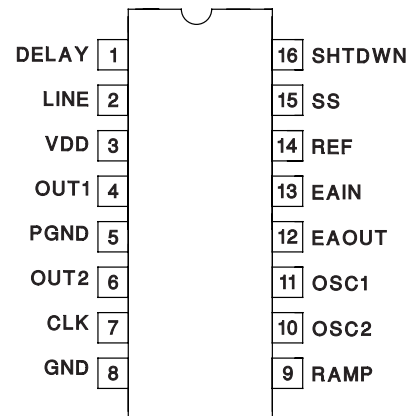 DELAY 1 16 SHTDWN
LINE 2 15 SS
VDD 3 14 REF
OUT1 4 13 EAIN
PGND 5 12 EAOUT
OUT2 6 11 OSC1
CLK 7 10 OSC2
GND 8 9 RAMP